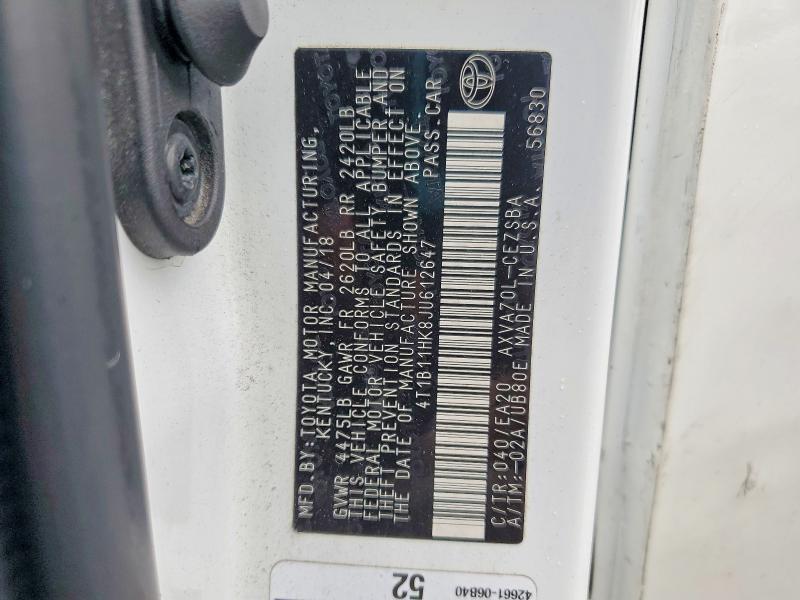 MFD. BY: TOYOTA MOTOR MANUFACTURING,
KENTUCKY, INC. 04/18
GVWR 4475LB GAWR FR 2620LB RR 2420LB
THIS VEHICLE CONFORMS TO ALL APPLICABLE
FEDERAL MOTOR VEHICLE SAFETY, BUMPER AND
THEFT PREVENTION STANDARDS IN EFFECT ON
THE DATE OF MANUFACTURE SHOWN ABOVE.
4T1B11HK8JU612647 PASS. CAR
C/TR: 040/EA20 AXVA70L-CEZSBA
A/TM: -02A/UB80E MADE IN U.S.A. 56830
52
42661-06B40